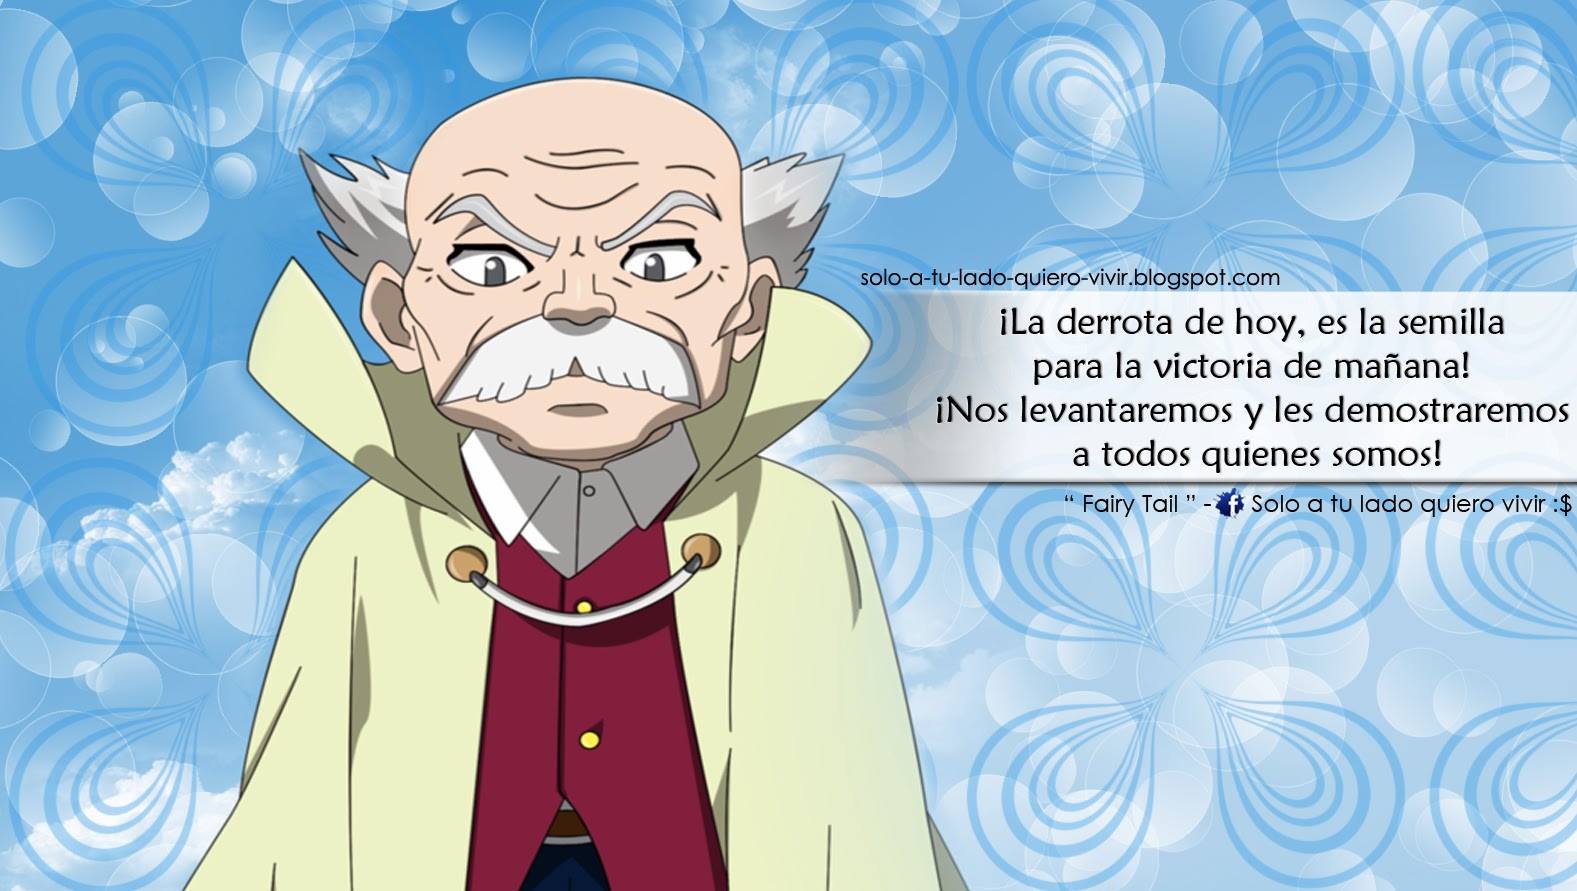 solo-a-tu-lado-quiero-vivir.blogspot.com
¡La derrota de hoy, es la semilla
para la victoria de mañana!
¡Nos levantaremos y les demostraremos
a todos quienes somos!
“ Fairy Tail ” - f Solo a tu lado quiero vivir :$